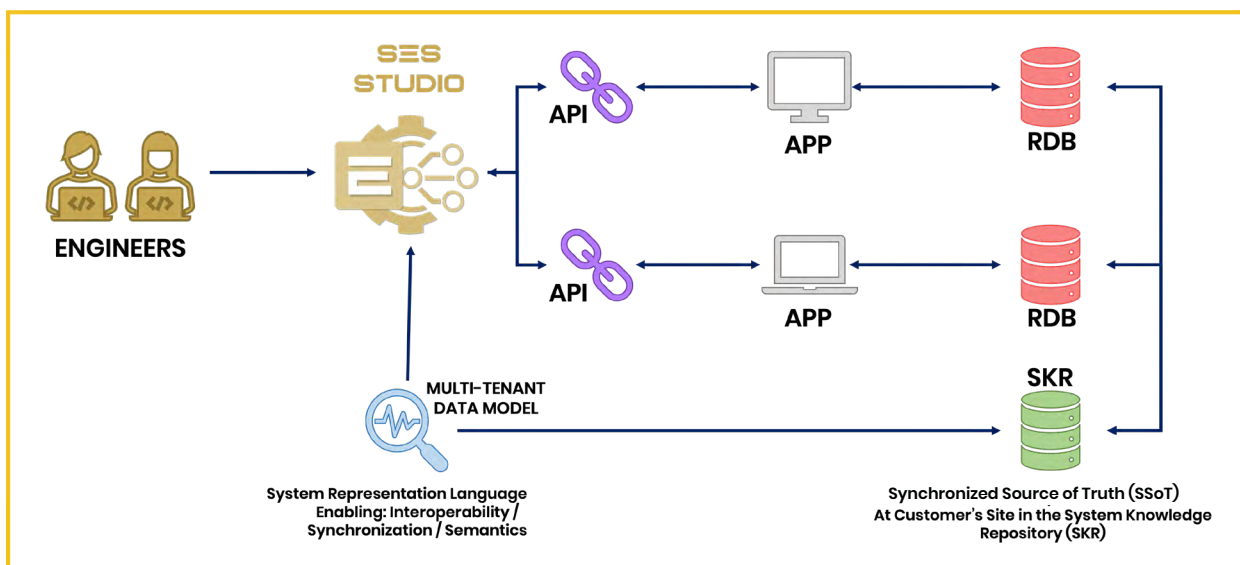 SES
STUDIO
API
APP
RDB
ENGINEERS
API
APP
RDB
MULTI-TENANT
DATA MODEL
SKR
System Representation Language
Enabling: Interoperability /
Synchronization / Semantics
Synchronized Source of Truth (SSoT)
At Customer's Site in the System Knowledge
Repository (SKR)